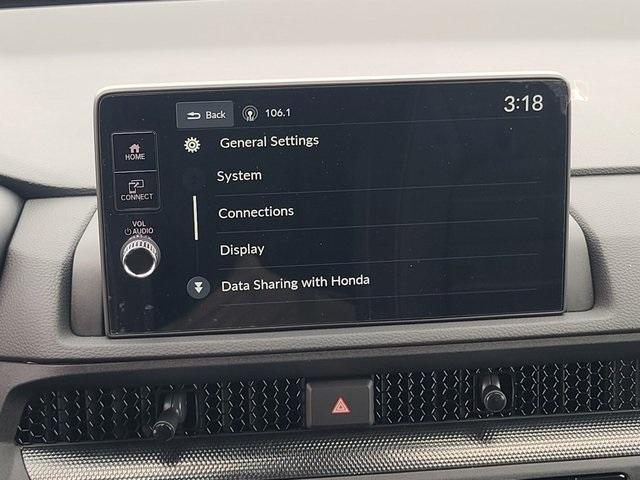 Back 106.1 3:18
HOME
CONNECT
VOL
AUDIO
General Settings
System
Connections
Display
Data Sharing with Honda